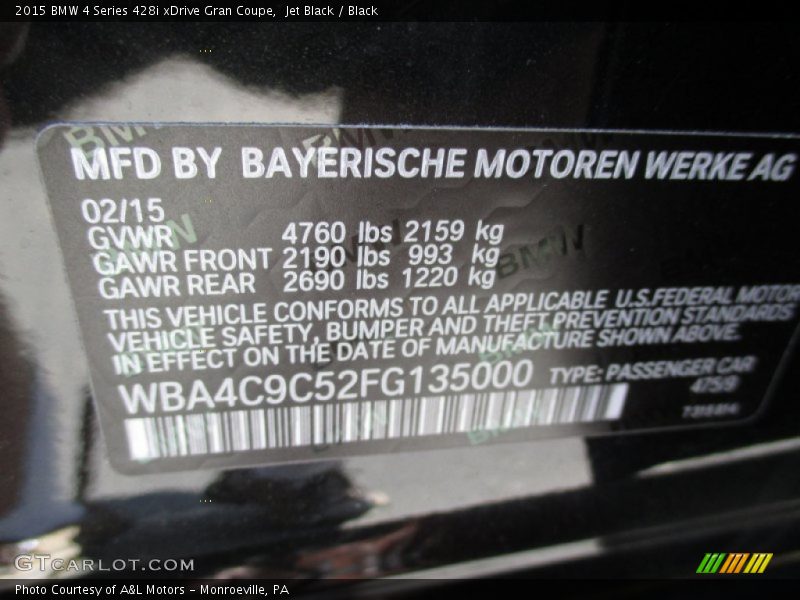 2015 BMW 4 Series 428i xDrive Gran Coupe,  Jet Black / Black
MFD BY BAYERISCHE MOTOREN WERKE AG
02/15
GVWR 4760 lbs 2159 kg
GAWR FRONT 2190 lbs 993 kg
GAWR REAR 2690 lbs 1220 kg
THIS VEHICLE CONFORMS TO ALL APPLICABLE U.S.FEDERAL MOTOR
VEHICLE SAFETY, BUMPER AND THEFT PREVENTION STANDARDS
IN EFFECT ON THE DATE OF MANUFACTURE SHOWN ABOVE.
WBA4C9C52FG135000 TYPE: PASSENGER CAR
475/9
GTCARLOT.COM
Photo Courtesy of A&L Motors – Monroeville, PA